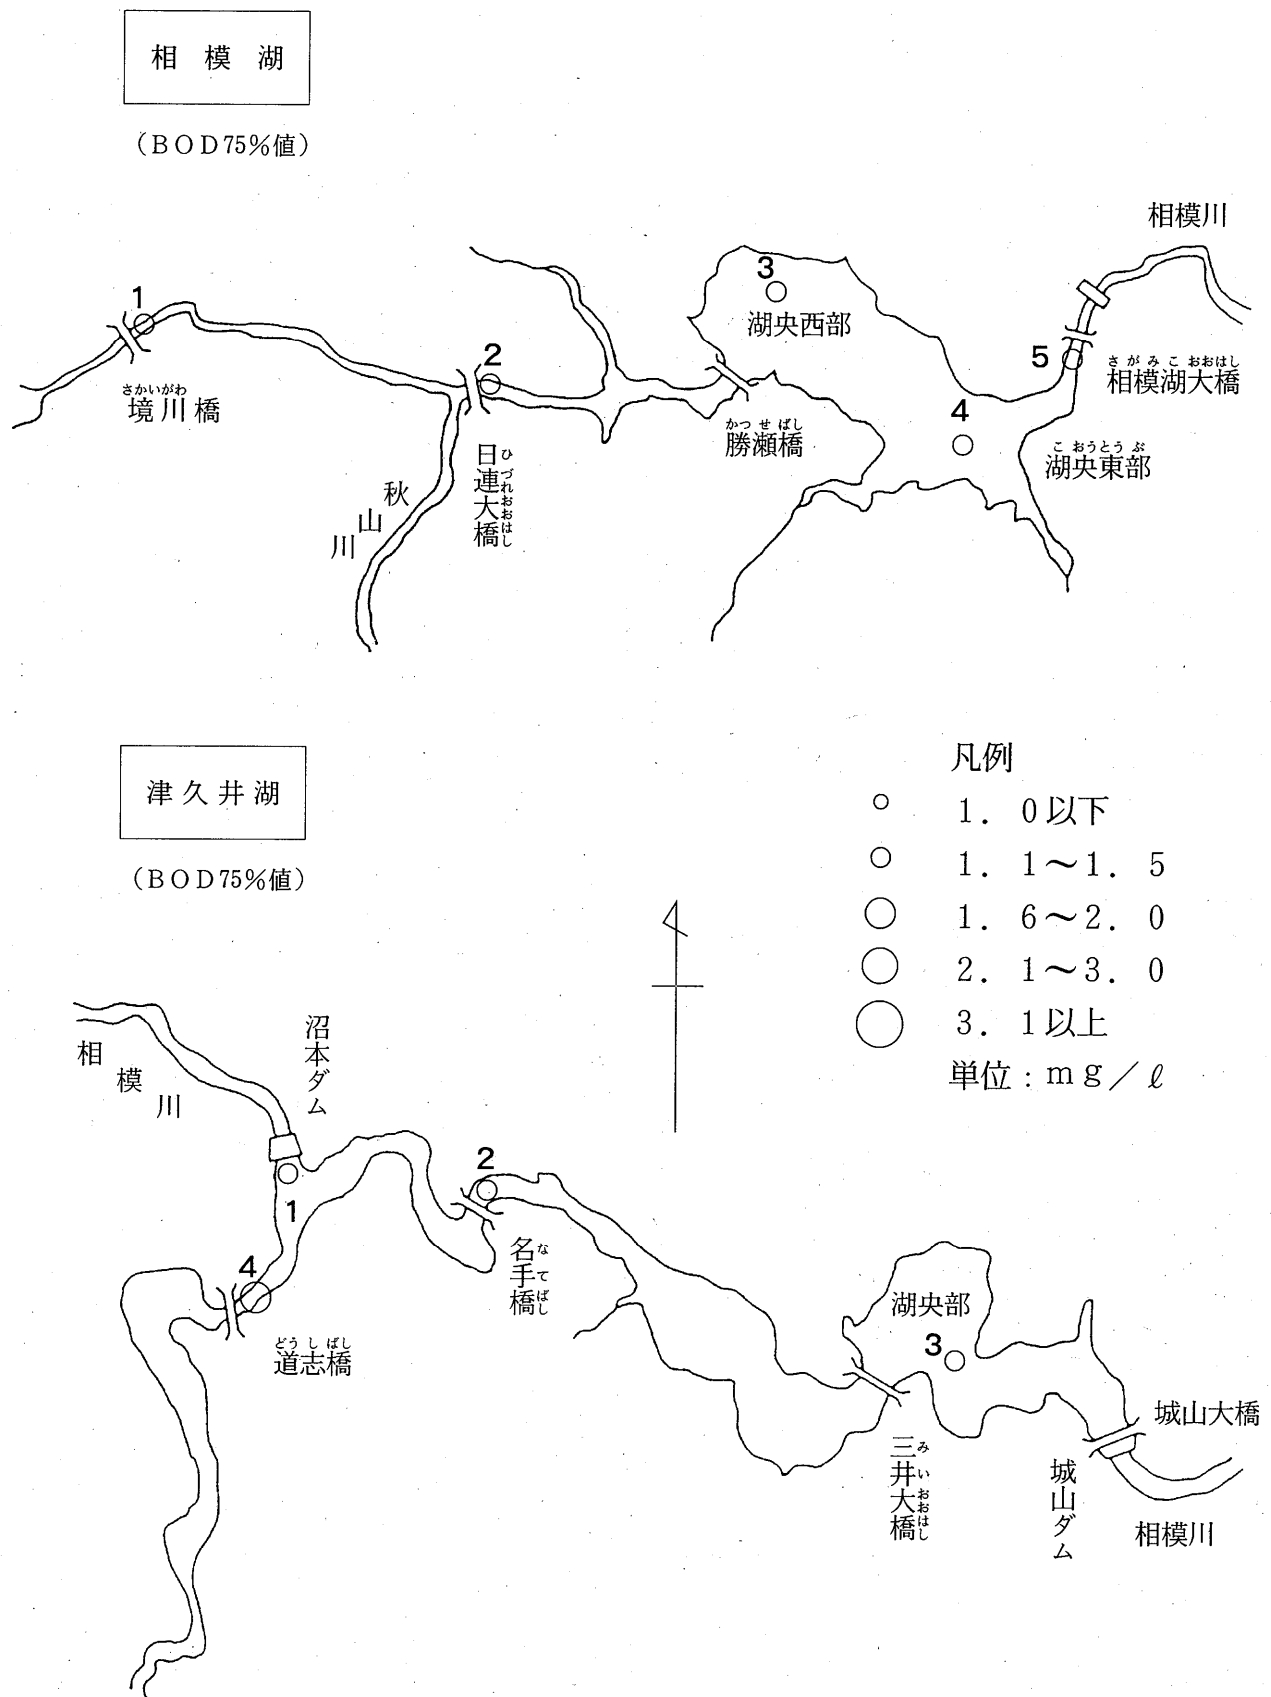 相模湖
（ＢＯＤ75％値）
相模川
1
さかいがわ
境川橋
2
ひづれおおはし
日連大橋
秋山川
3
湖央西部
かつせばし
勝瀬橋
4
こおうとうぶ
湖央東部
5
さがみこおおはし
相模湖大橋
津久井湖
（ＢＯＤ75％値）
凡例
１．０以下
１．１～１．５
１．６～２．０
２．１～３．０
３．１以上
単位：ｍｇ／ℓ
相模川
沼本ダム
1
2
なてばし
名手橋
4
どうしばし
道志橋
湖央部
3
みいおおはし
三井大橋
城山大橋
城山ダム
相模川